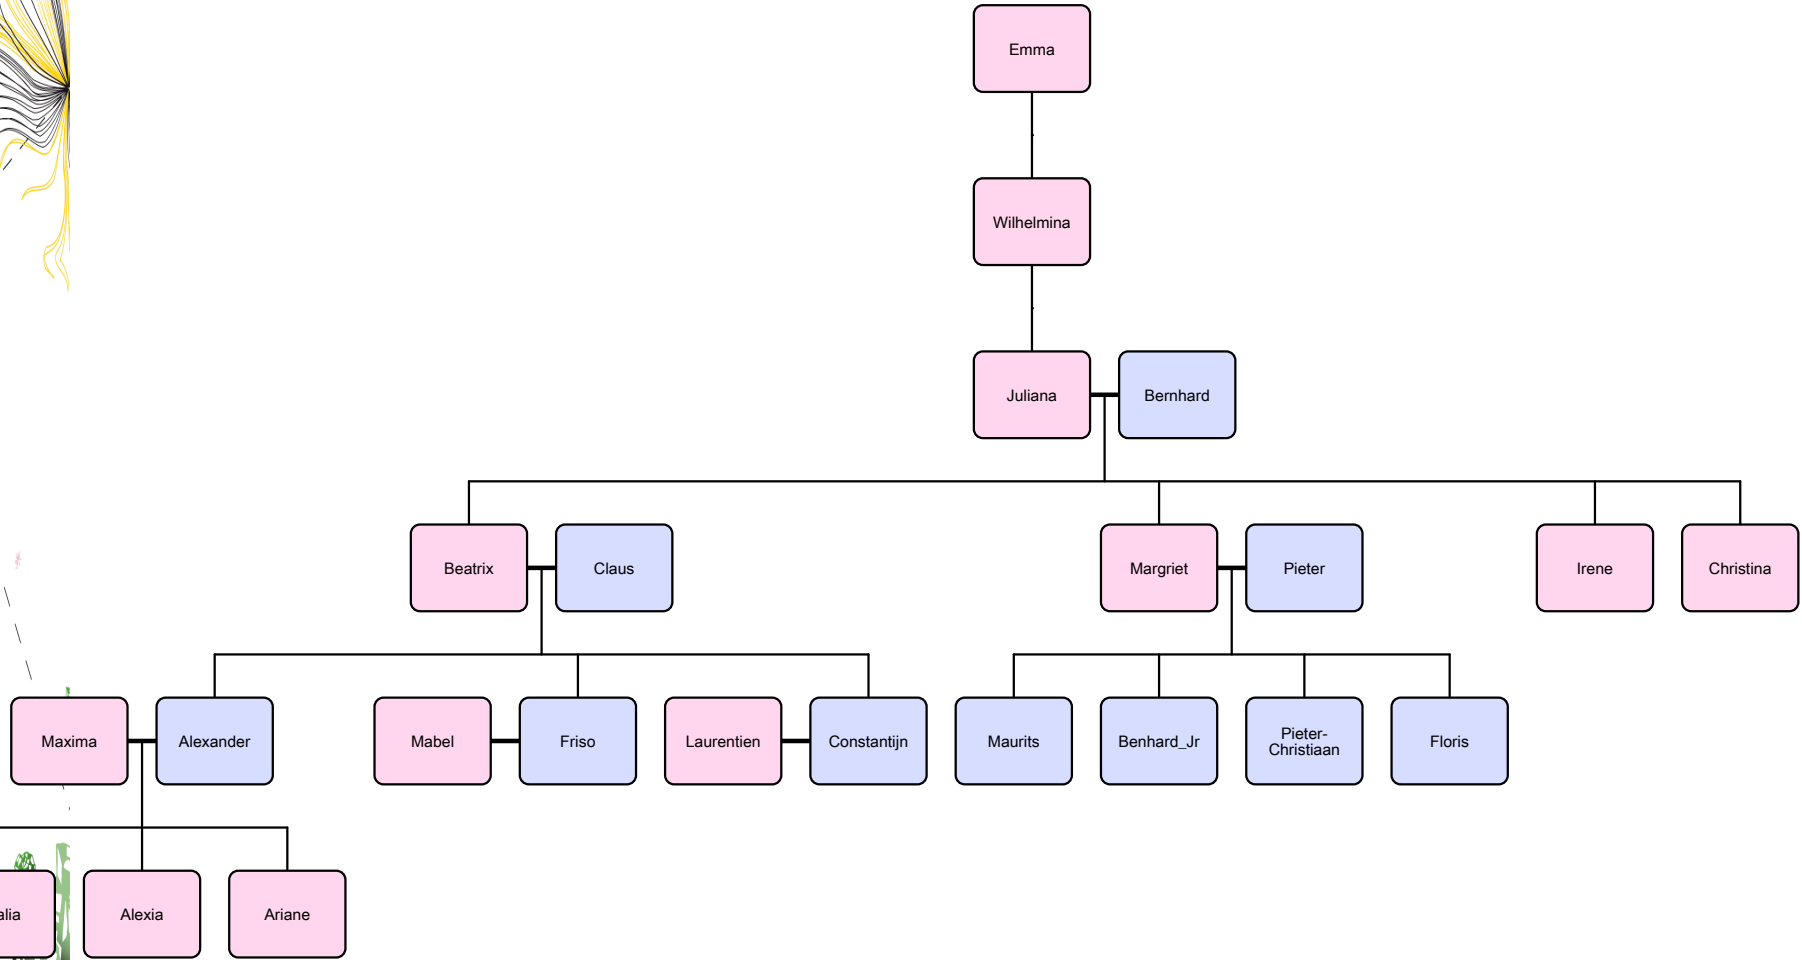 Emma
Wilhelmina
Juliana
Bernhard
Beatrix
Claus
Margriet
Pieter
Irene
Christina
Maxima
Alexander
Mabel
Friso
Laurentien
Constantijn
Maurits
Benhard_Jr
Pieter-
Christiaan
Floris
alia
Alexia
Ariane